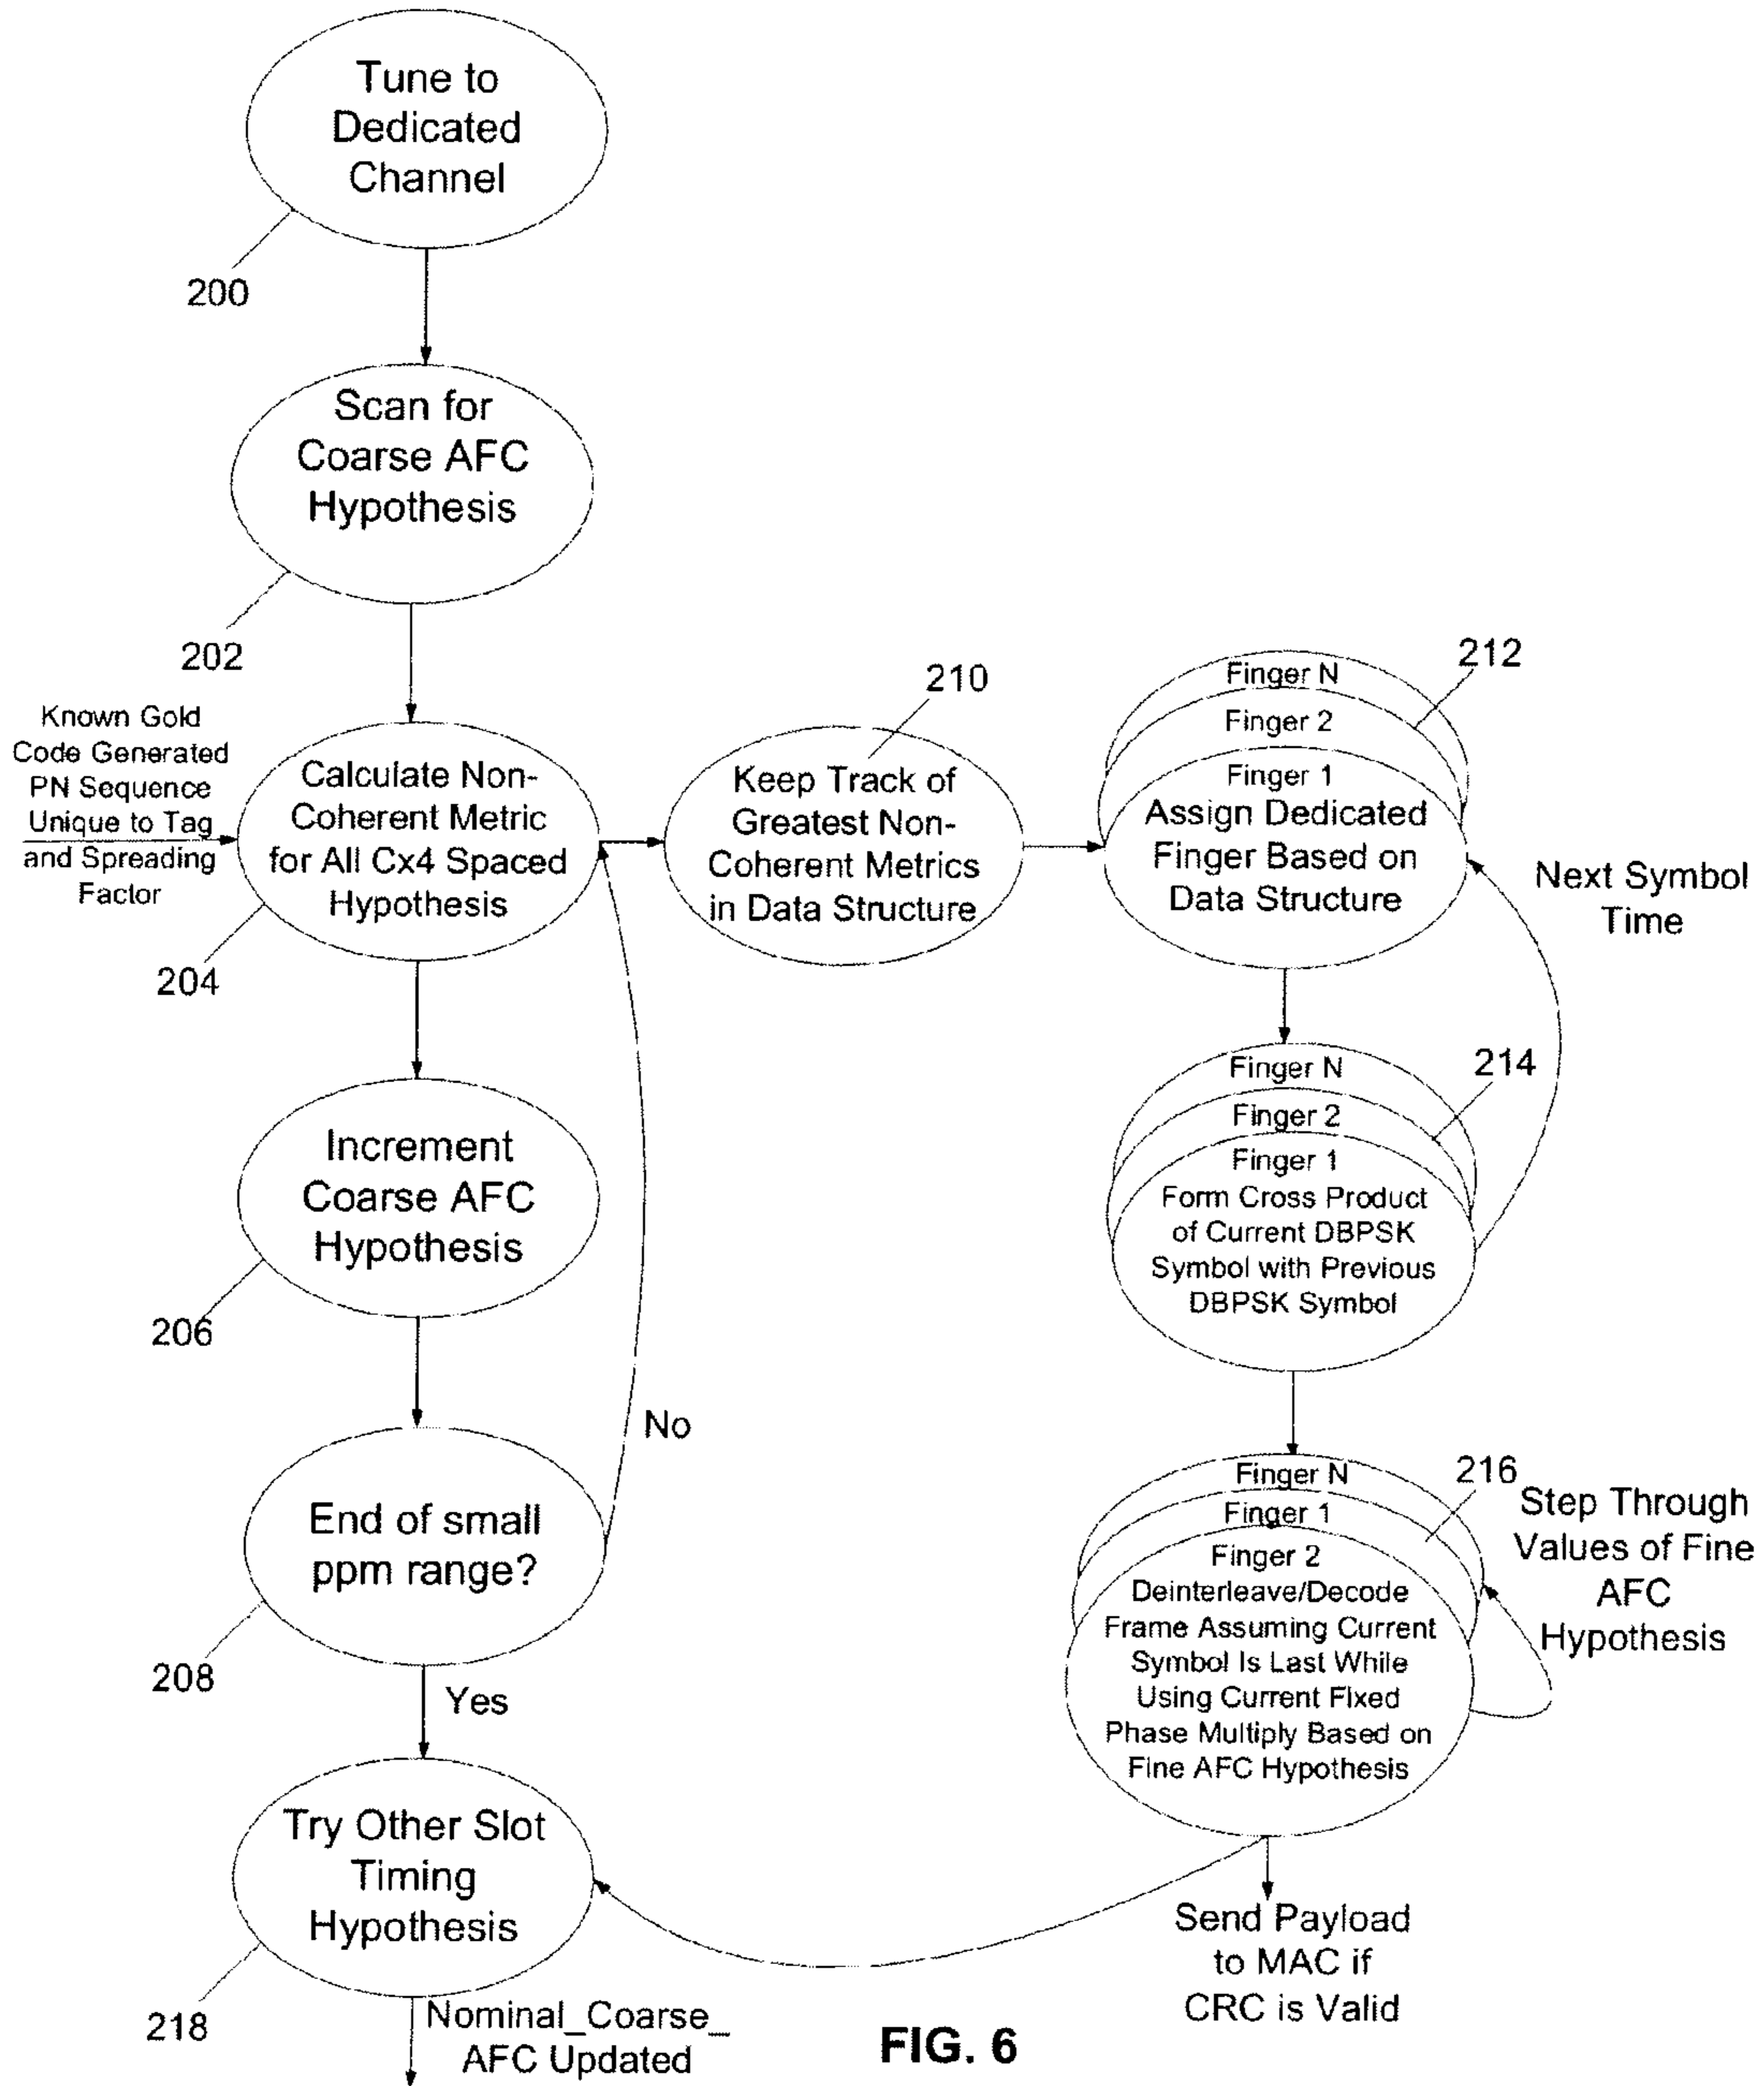 Tune to
Dedicated
Channel
200
Scan for
Coarse AFC
Hypothesis
202
Known Gold
Code Generated
PN Sequence
Unique to Tag
and Spreading
Factor
Calculate Non-
Coherent Metric
for All Cx4 Spaced
Hypothesis
204
210
Keep Track of
Greatest Non-
Coherent Metrics
in Data Structure
212
Finger N
Finger 2
Finger 1
Assign Dedicated
Finger Based on
Data Structure
Next Symbol
Time
Increment
Coarse AFC
Hypothesis
206
214
Finger N
Finger 2
Finger 1
Form Cross Product
of Current DBPSK
Symbol with Previous
DBPSK Symbol
No
End of small
ppm range?
208
Yes
216
Finger N
Finger 1
Finger 2
Deinterleave/Decode
Frame Assuming Current
Symbol Is Last While
Using Current Fixed
Phase Multiply Based on
Fine AFC Hypothesis
Step Through
Values of Fine
AFC
Hypothesis
Try Other Slot
Timing
Hypothesis
218
Nominal_Coarse_
AFC Updated
Send Payload
to MAC if
CRC is Valid
FIG. 6